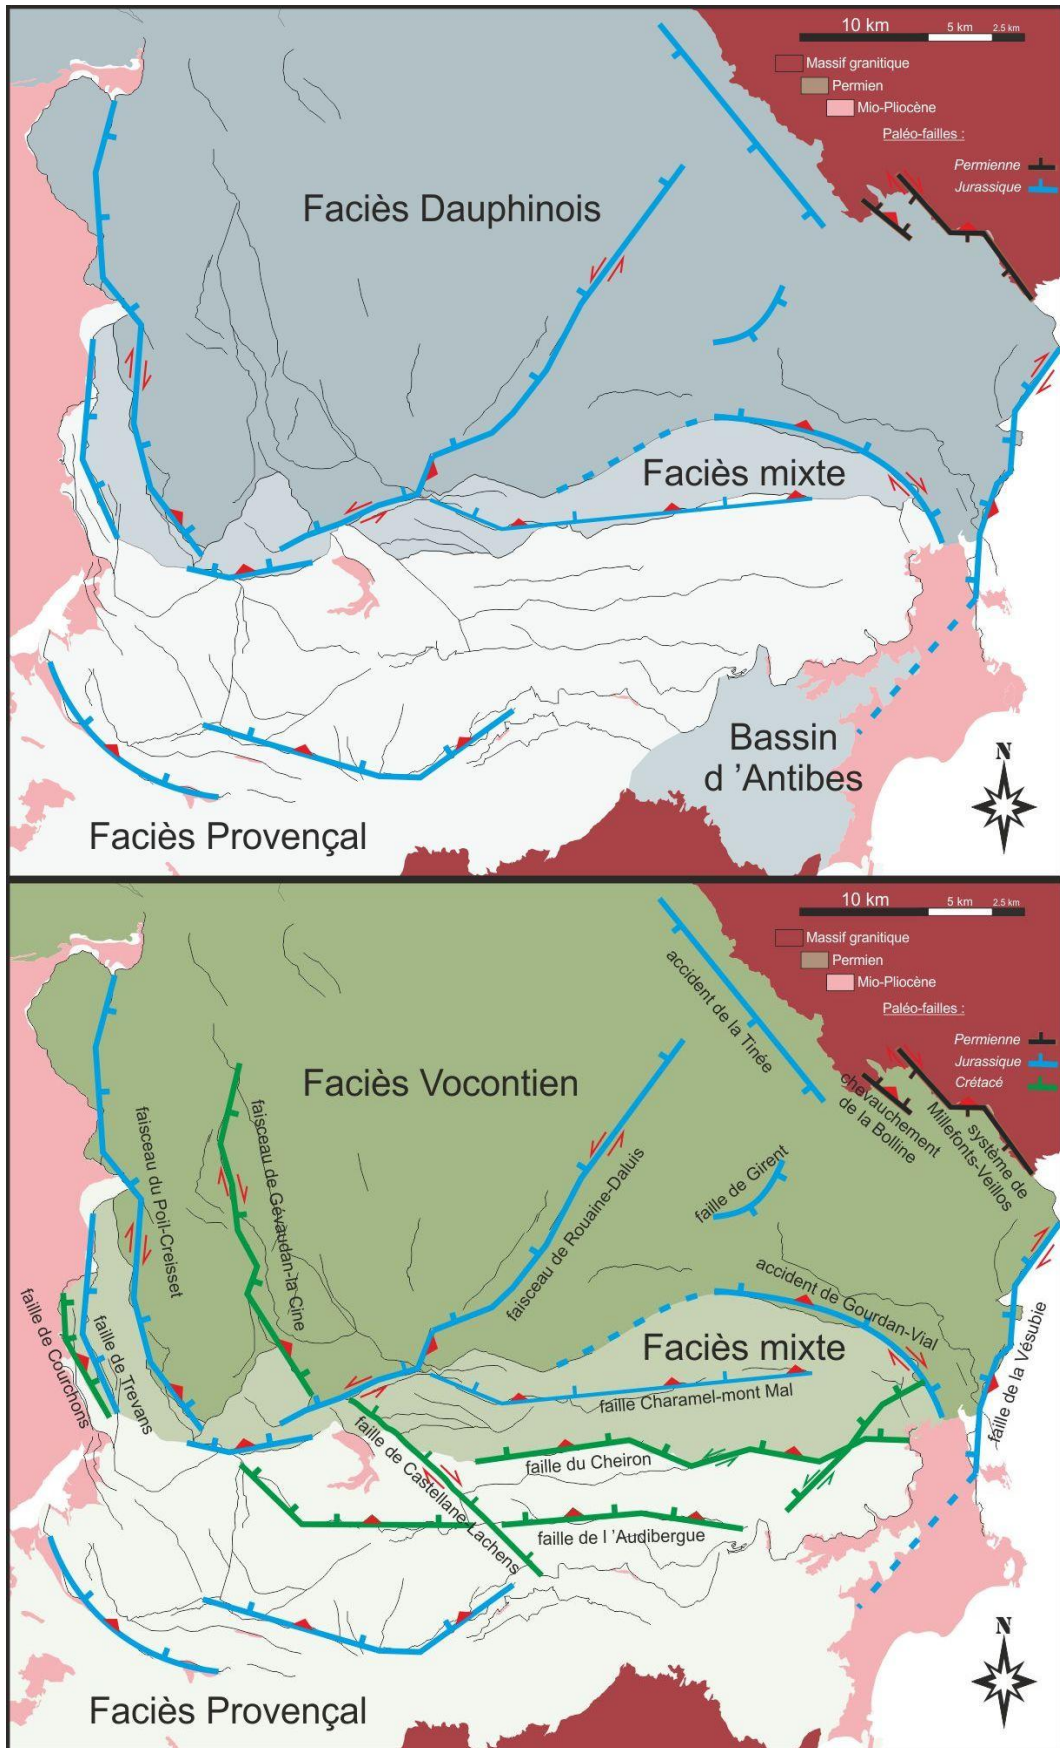 10 km
5 km
2.5 km
Massif granitique
Permien
Mio-Pliocène
Paléo-failles :
Permienne
Jurassique
Faciès Dauphinois
Faciès mixte
Bassin
d 'Antibes
N
Faciès Provençal
10 km
5 km
2.5 km
Massif granitique
Permien
Mio-Pliocène
Paléo-failles :
Permienne
Jurassique
Crétacé
accident de la Tinée
Faciès Vocontien
chevauchement
de la Bolline
système de
Millefonts-Veillos
faisceau du Poil-Creisset
faisceau de Gévaudan-la Cine
faisceau de Rouaine-Daluis
faille de Girent
accident de Gourdan-Vial
faille de Courchons
faille de Trevans
Faciès mixte
faille de la Vésubie
faille Charamel-mont Mal
faille de Castellane-Lachens
faille du Cheiron
faille de l 'Audibergue
N
Faciès Provençal